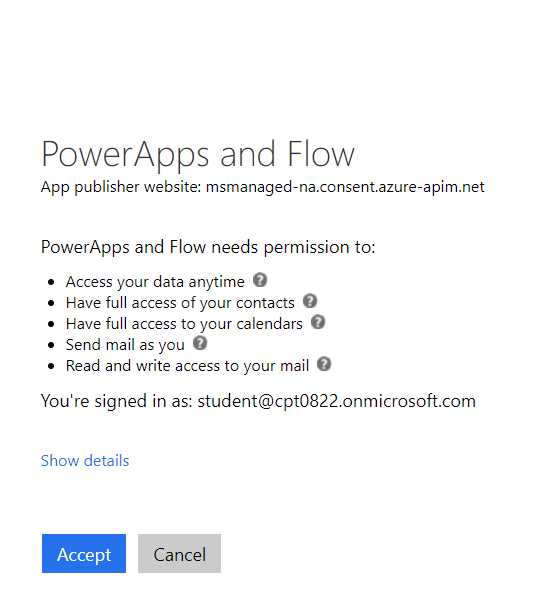 PowerApps and Flow
App publisher website: msmanaged-na.consent.azure-apim.net
PowerApps and Flow needs permission to:
• Access your data anytime ?
• Have full access of your contacts ?
• Have full access to your calendars ?
• Send mail as you ?
• Read and write access to your mail ?
You're signed in as: student@cpt0822.onmicrosoft.com
Show details
Accept Cancel